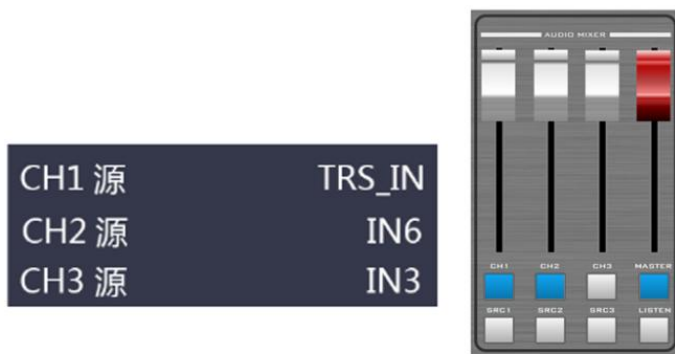 CH1 源 TRS_IN
CH2 源 IN6
CH3 源 IN3
AUDIO MIXER
CH1 CH2 CH3 MASTER
SRC1 SRC2 SRC3 LISTEN